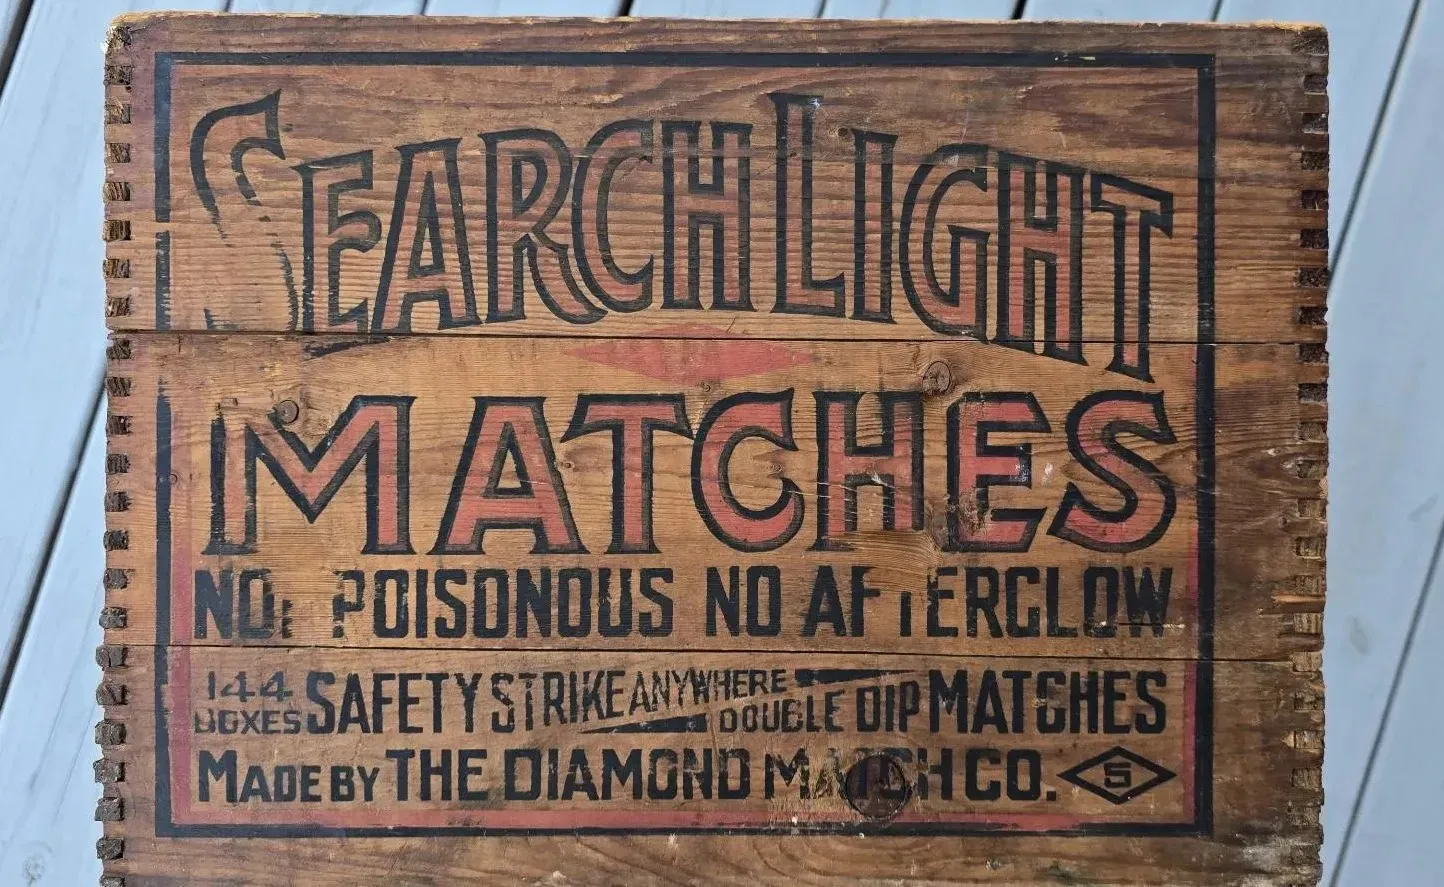 SEARCHLIGHT
MATCHES
NON POISONOUS NO AFTERGLOW
144 BOXES SAFETY STRIKE ANYWHERE DOUBLE DIP MATCHES
MADE BY THE DIAMOND MATCH CO. 5